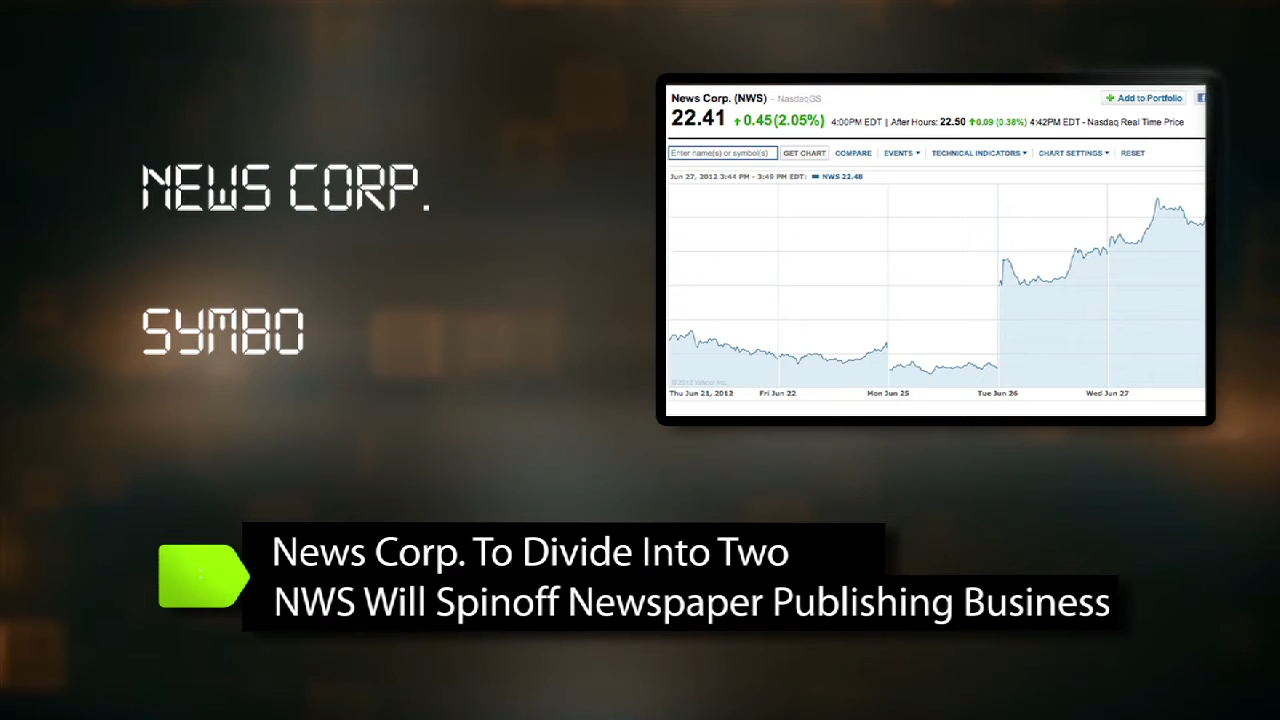 NEWS CORP.
SYMBO
News Corp. (NWS) - NasdaqGS
Add to Portfolio
22.41 0.45(2.05%) 4:00PM EDT | After Hours: 22.50 0.09 (0.38%) 4:42PM EDT - Nasdaq Real Time Price
Enter name(s) or symbol(s) GET CHART COMPARE EVENTS TECHNICAL INDICATORS CHART SETTINGS RESET
Jun 27, 2012 3:44 PM - 3:49 PM EDT: NWS 22.48
© 2012 Yahoo! Inc.
Thu Jun 21, 2012 Fri Jun 22 Mon Jun 25 Tue Jun 26 Wed Jun 27
News Corp. To Divide Into Two
NWS Will Spinoff Newspaper Publishing Business